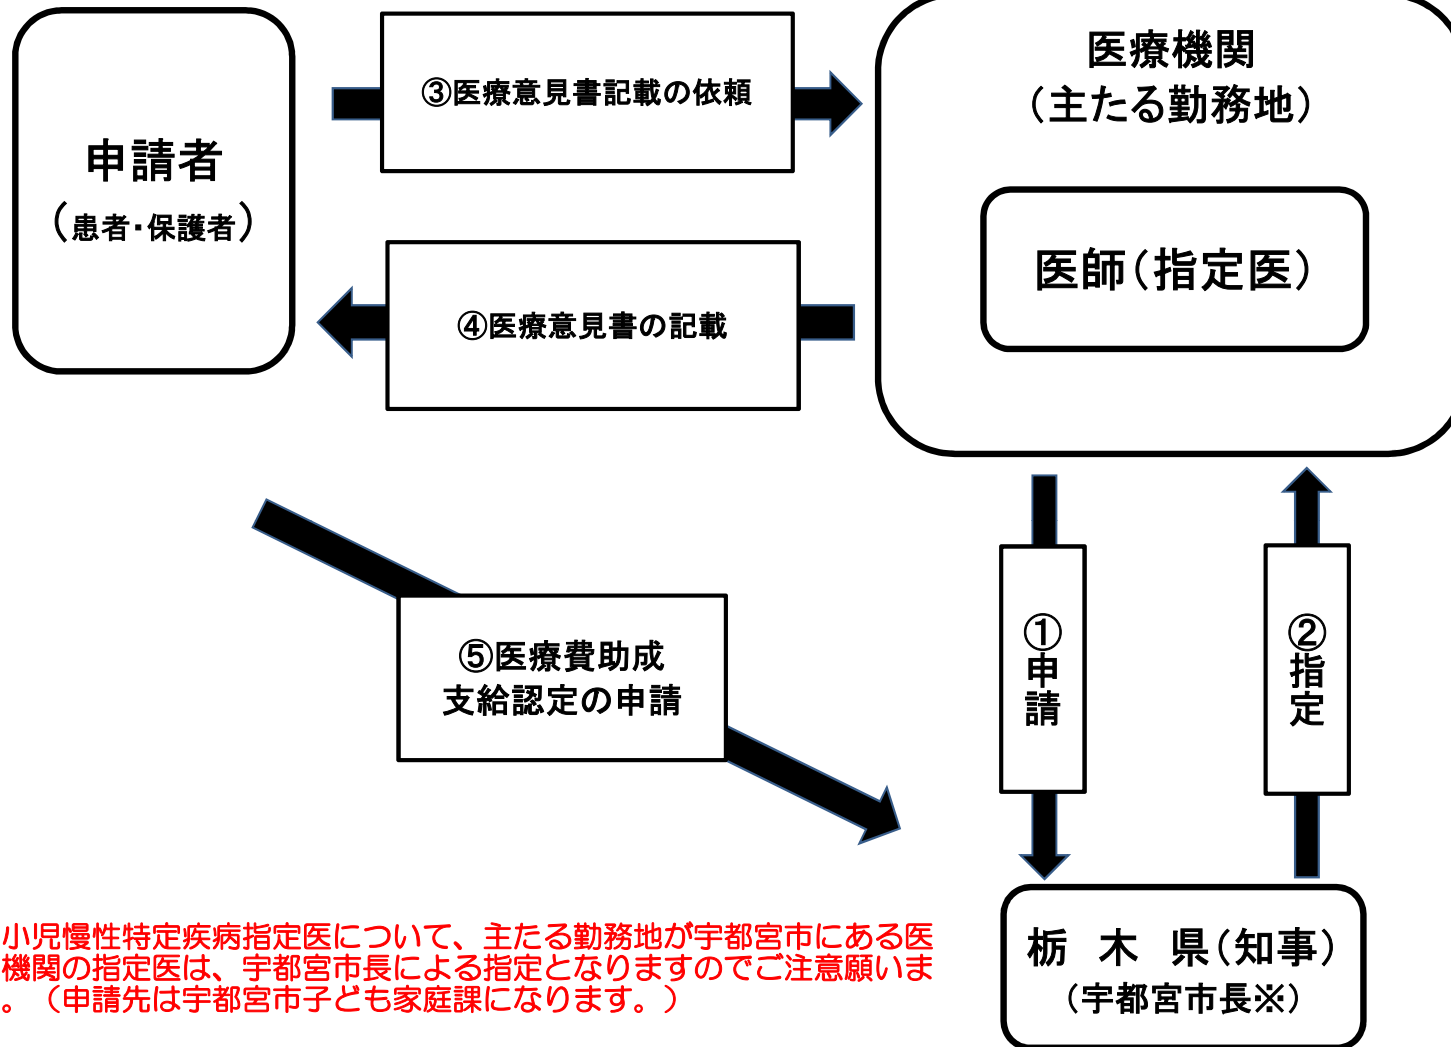 申請者
（患者・保護者）
③医療意見書記載の依頼
④医療意見書の記載
医療機関
（主たる勤務地）
医師（指定医）
⑤医療費助成
支給認定の申請
①申請
②指定
栃　木　県（知事）
（宇都宮市長※）
小児慢性特定疾病指定医について、主たる勤務地が宇都宮市にある医
機関の指定医は、宇都宮市長による指定となりますのでご注意願いま
。（申請先は宇都宮市子ども家庭課になります。）